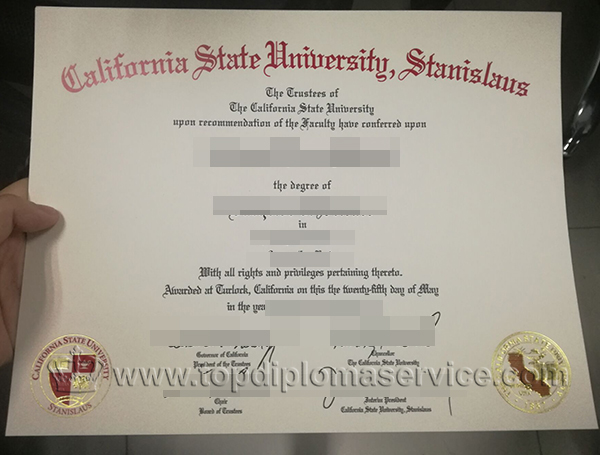 California State University, Stanislaus
The Trustees of
The California State University
upon recommendation of the Faculty have conferred upon
the degree of
in
With all rights and privileges pertaining thereto.
Awarded at Turlock, California on this the twenty-fifth day of May
in the
Governor of California
President of the Trustees
Chancellor
The California State University
www.topdiplomaservice.com
Chair
Board of Trustees
Interim President
California State University, Stanislaus
CALIFORNIA STATE UNIVERSITY
STANISLAUS